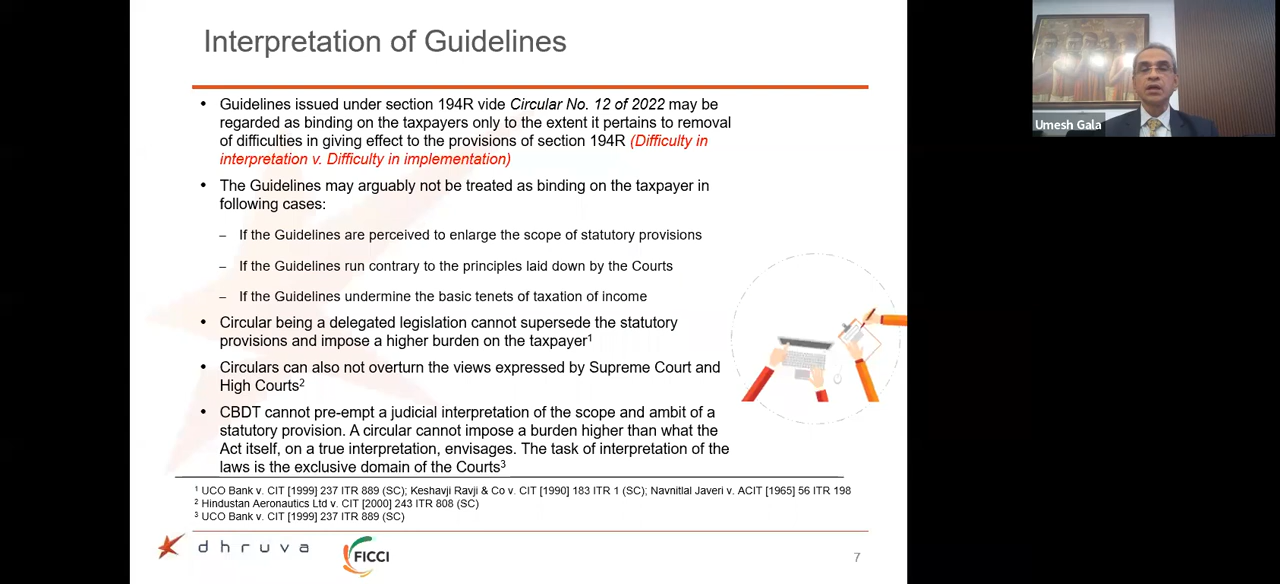 Interpretation of Guidelines
• Guidelines issued under section 194R vide Circular No. 12 of 2022 may be
regarded as binding on the taxpayers only to the extent it pertains to removal
of difficulties in giving effect to the provisions of section 194R (Difficulty in
interpretation v. Difficulty in implementation)
• The Guidelines may arguably not be treated as binding on the taxpayer in
following cases:
– If the Guidelines are perceived to enlarge the scope of statutory provisions
– If the Guidelines run contrary to the principles laid down by the Courts
– If the Guidelines undermine the basic tenets of taxation of income
• Circular being a delegated legislation cannot supersede the statutory
provisions and impose a higher burden on the taxpayer¹
• Circulars can also not overturn the views expressed by Supreme Court and
High Courts²
• CBDT cannot pre-empt a judicial interpretation of the scope and ambit of a
statutory provision. A circular cannot impose a burden higher than what the
Act itself, on a true interpretation, envisages. The task of interpretation of the
laws is the exclusive domain of the Courts³
¹ UCO Bank v. CIT [1999] 237 ITR 889 (SC); Keshavji Ravji & Co v. CIT [1990] 183 ITR 1 (SC); Navnitlal Javeri v. ACIT [1965] 56 ITR 198
² Hindustan Aeronautics Ltd v. CIT [2000] 243 ITR 808 (SC)
³ UCO Bank v. CIT [1999] 237 ITR 889 (SC)
dhruva
FICCI
7
Umesh Gala